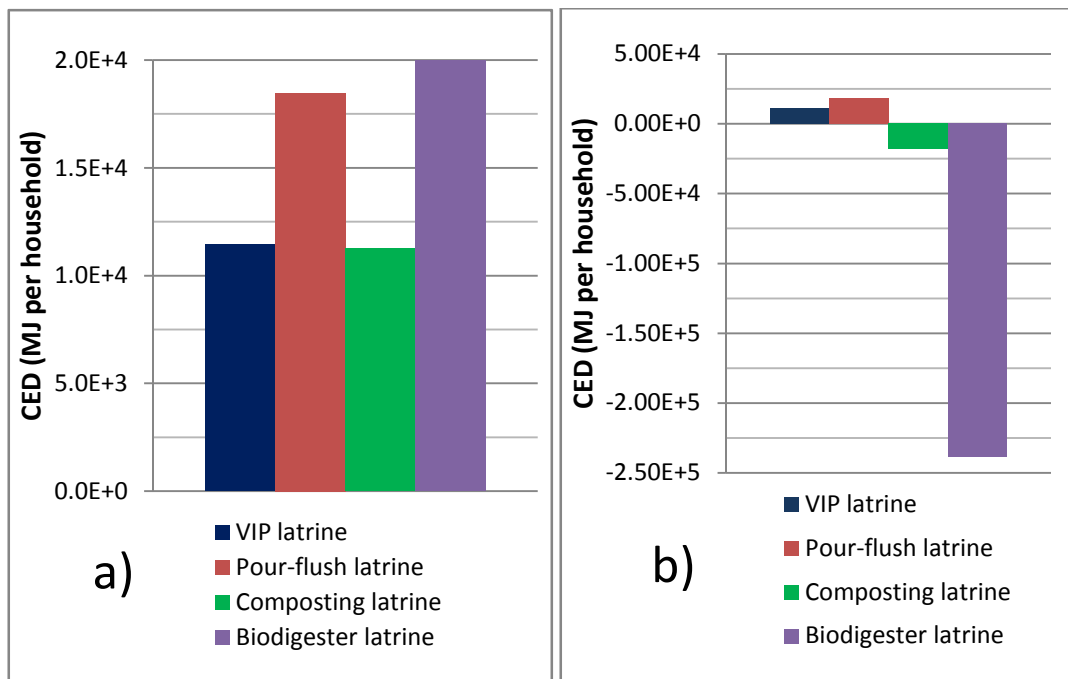 CED (MJ per household)
2.0E+4
1.5E+4
1.0E+4
5.0E+3
0.0E+0
VIP latrine
Pour-flush latrine
Composting latrine
Biodigester latrine
a)
CED (MJ per household)
5.00E+4
0.00E+0
-5.00E+4
-1.00E+5
-1.50E+5
-2.00E+5
-2.50E+5
VIP latrine
Pour-flush latrine
Composting latrine
Biodigester latrine
b)